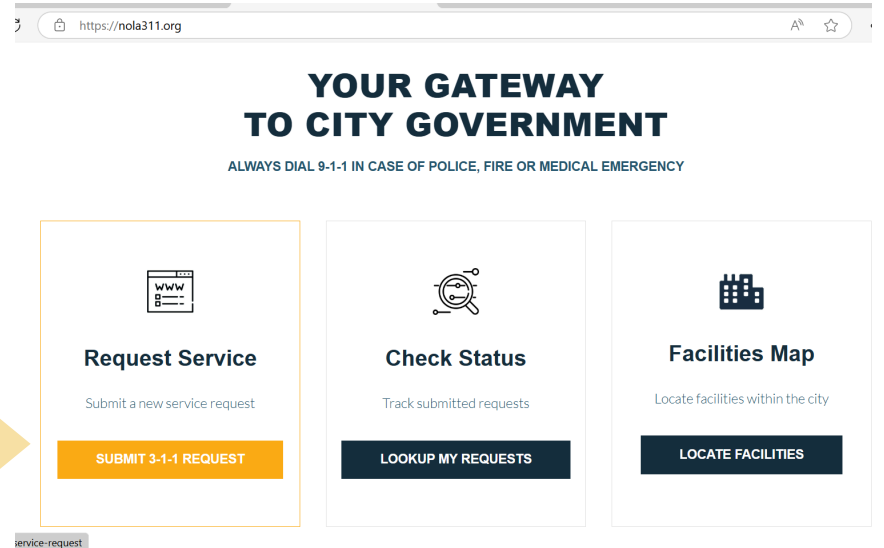 https://nola311.org
A
YOUR GATEWAY
TO CITY GOVERNMENT
ALWAYS DIAL 9-1-1 IN CASE OF POLICE, FIRE OR MEDICAL EMERGENCY
www
Request Service
Submit a new service request
SUBMIT 3-1-1 REQUEST
Check Status
Track submitted requests
LOOKUP MY REQUESTS
Facilities Map
Locate facilities within the city
LOCATE FACILITIES
service-request